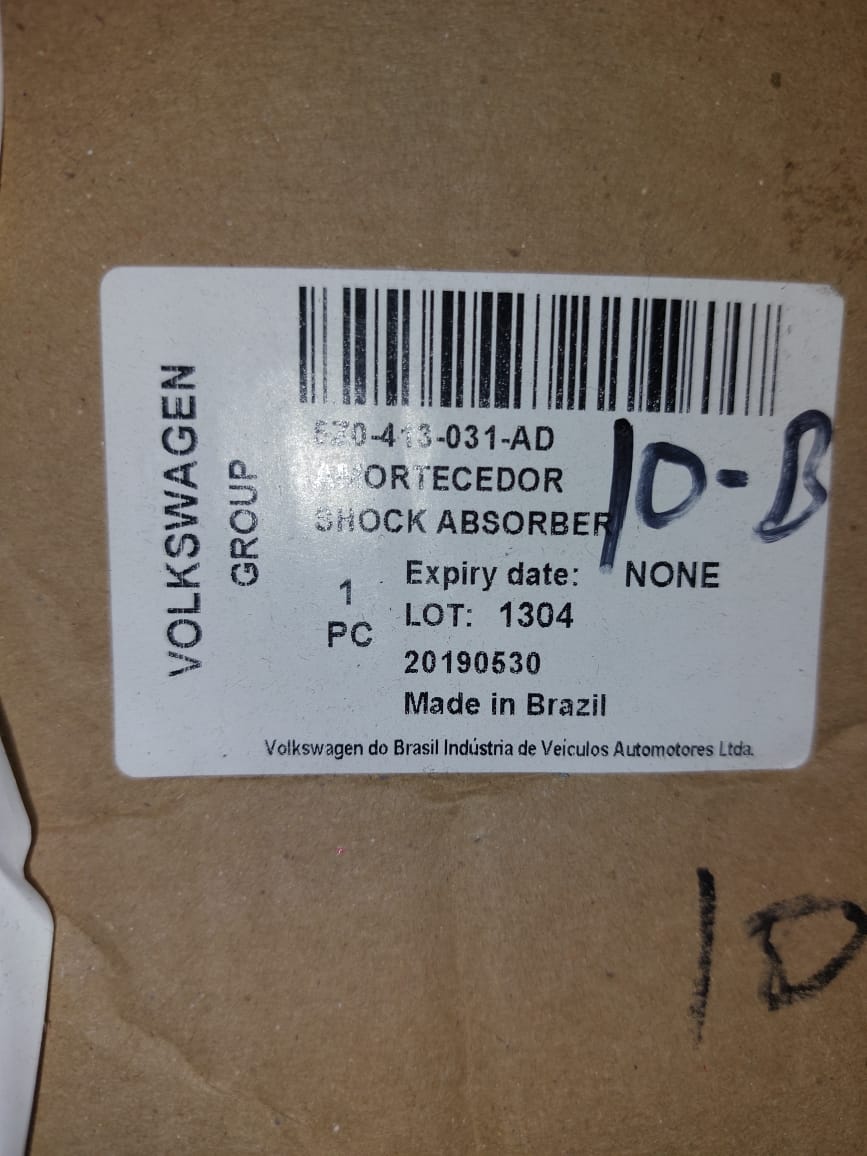 VOLKSWAGEN
GROUP
5Z0-413-031-AD
AMORTECEDOR
SHOCK ABSORBER
10-B
1
PC
Expiry date: NONE
LOT: 1304
20190530
Made in Brazil
Volkswagen do Brasil Indústria de Veículos Automotores Ltda.
10